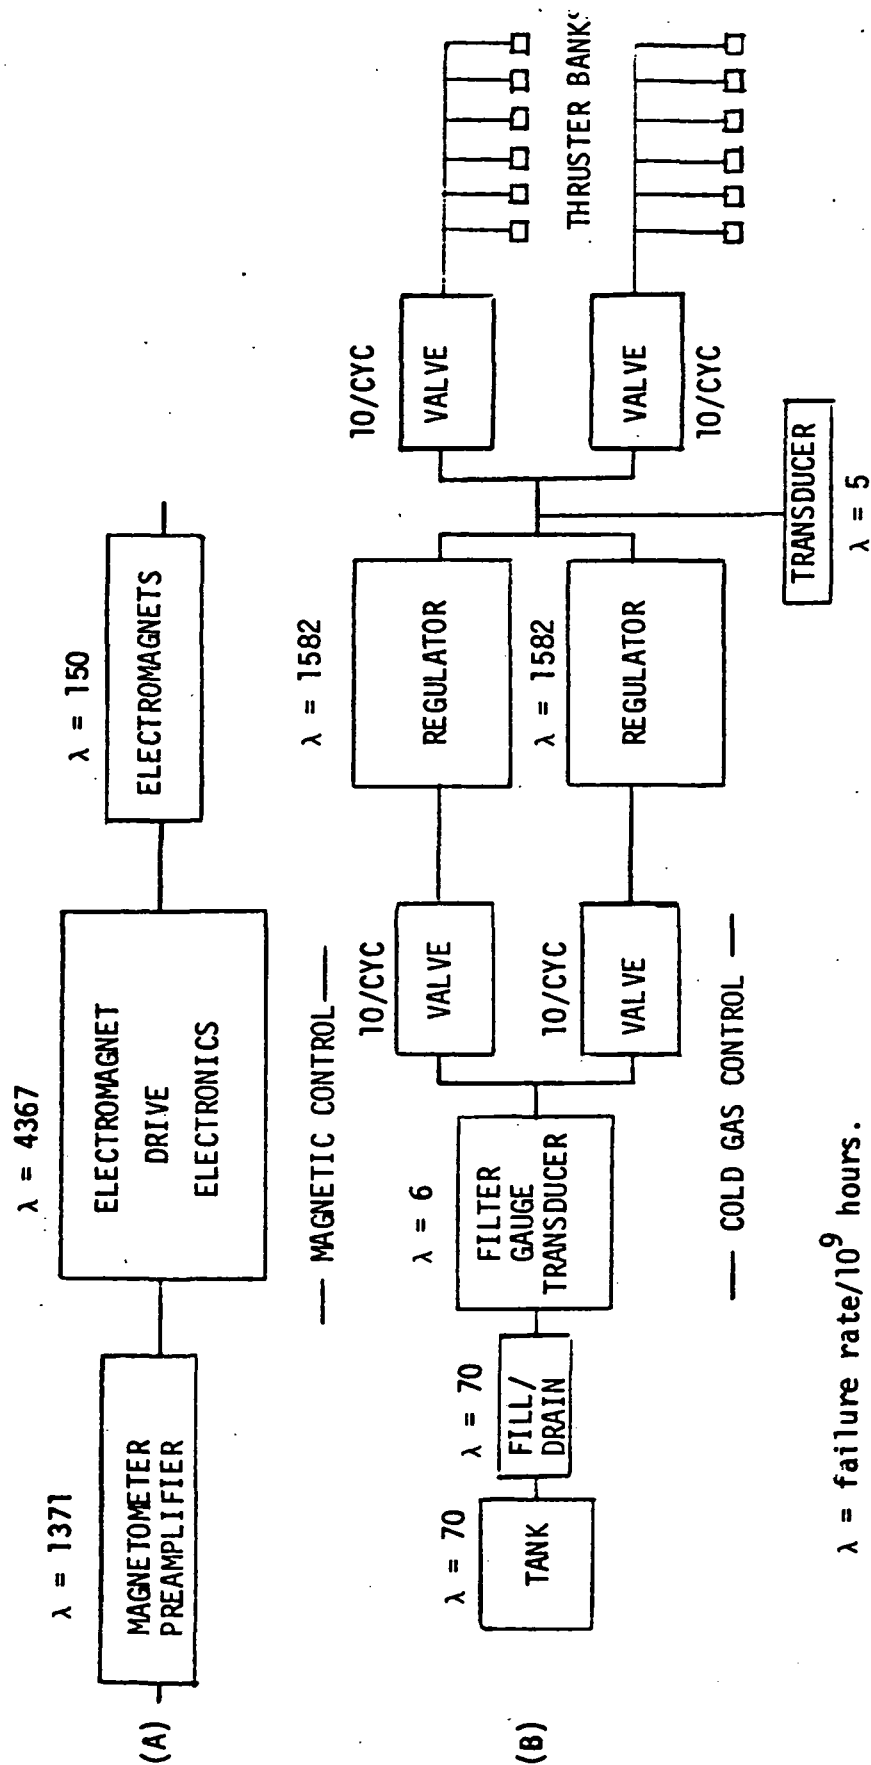 (A)
λ = 1371
MAGNETOMETER
PREAMPLIFIER
λ = 4367
ELECTROMAGNET
DRIVE
ELECTRONICS
λ = 150
ELECTROMAGNETS
— MAGNETIC CONTROL —
(B)
λ = 70
TANK
λ = 70
FILL/
DRAIN
λ = 6
FILTER
GAUGE
TRANSDUCER
10/CYC
VALVE
10/CYC
VALVE
λ = 1582
REGULATOR
λ = 1582
REGULATOR
10/CYC
VALVE
VALVE
10/CYC
THRUSTER BANKS
TRANSDUCER
λ = 5
— COLD GAS CONTROL —
λ = failure rate/10⁹ hours.